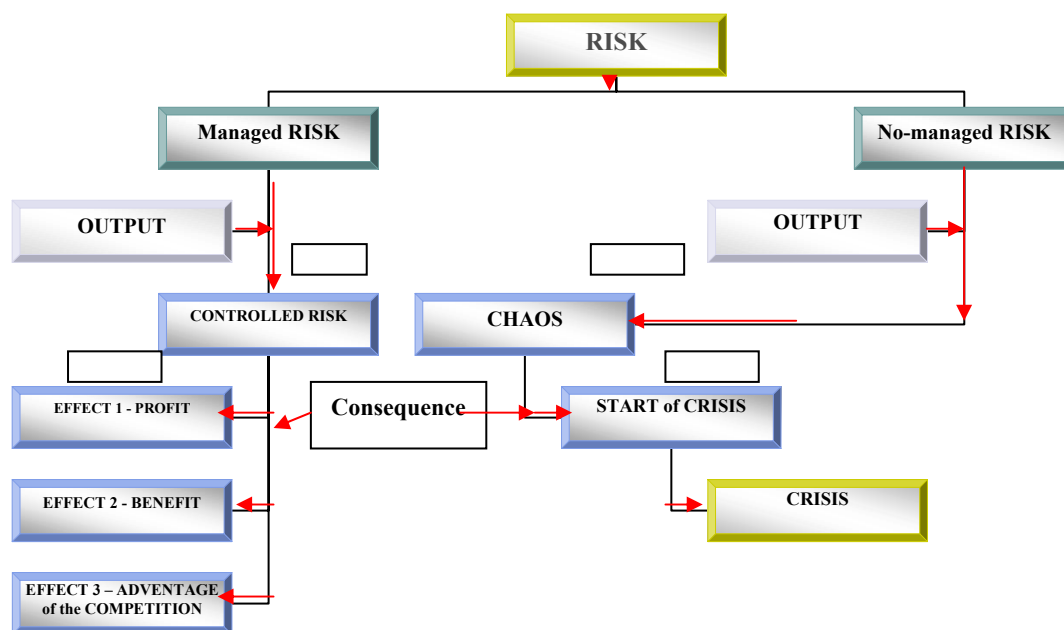 RISK
Managed RISK
No-managed RISK
OUTPUT
OUTPUT
CONTROLLED RISK
CHAOS
EFFECT 1 - PROFIT
Consequence
START of CRISIS
EFFECT 2 - BENEFIT
CRISIS
EFFECT 3 – ADVENTAGE
of the COMPETITION